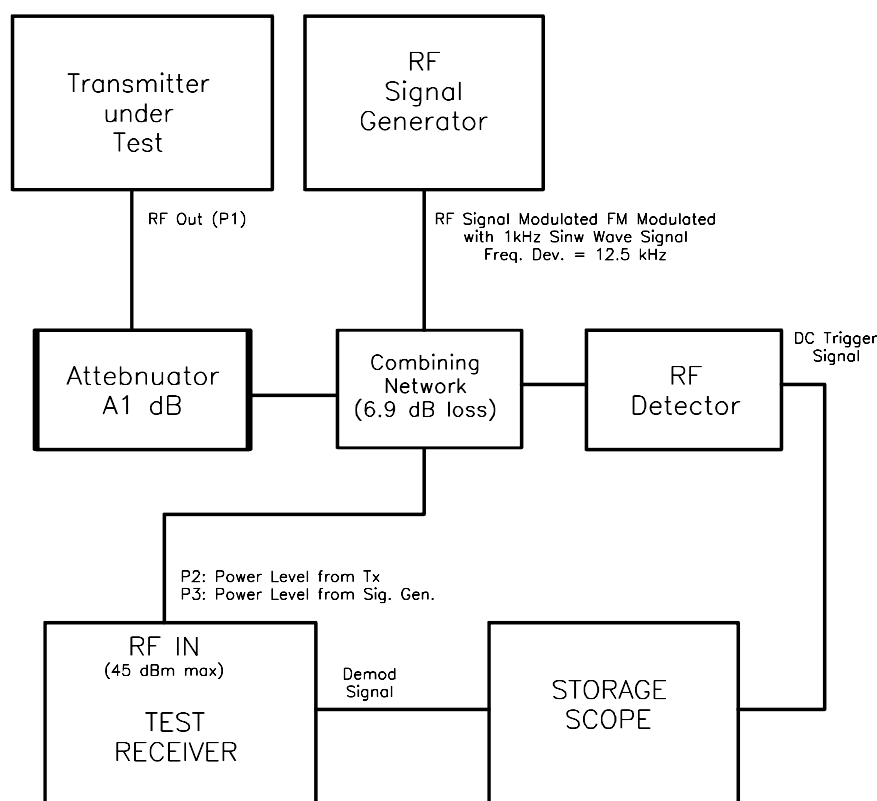 Transmitter
under
Test
RF
Signal
Generator
RF Out (P1)
RF Signal Modulated FM Modulated
with 1kHz Sinw Wave Signal
Freq. Dev. = 12.5 kHz
Attebnuator
A1 dB
Combining
Network
(6.9 dB loss)
RF
Detector
DC Trigger
Signal
P2: Power Level from Tx
P3: Power Level from Sig. Gen.
RF IN
(45 dBm max)
TEST
RECEIVER
Demod
Signal
STORAGE
SCOPE